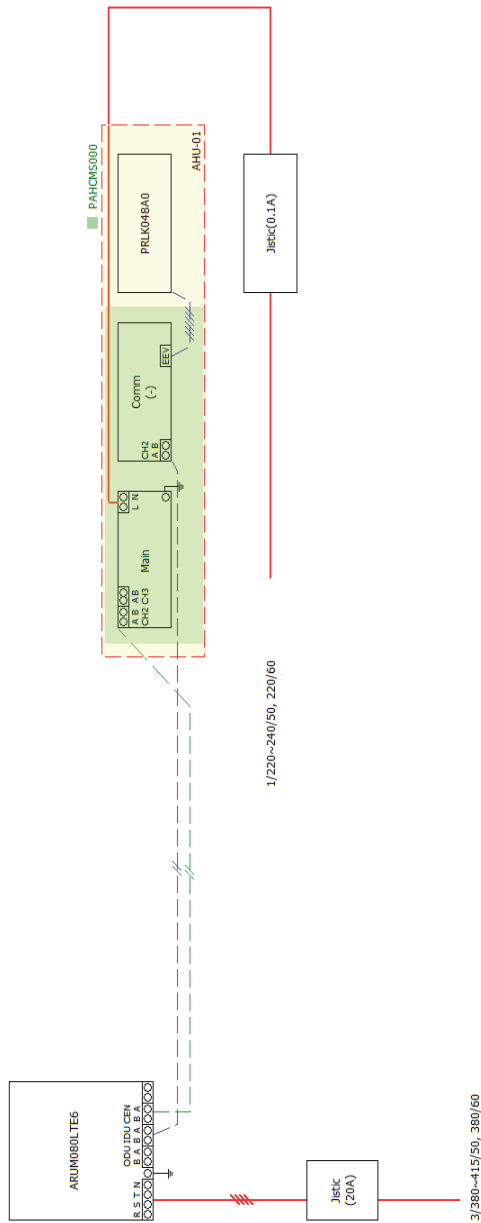 ARUM080LTE6
ODU IDU CEN
B A B A B A
R S T N
PAHCMS000
Main
A B A B
CH2 CH3
L N
Comm
(-)
CH2
A B
EEV
PRLK048A0
AHU-01
Jistic(0.1A)
1/220~240/50, 220/60
Jistic
(20A)
3/380~415/50, 380/60